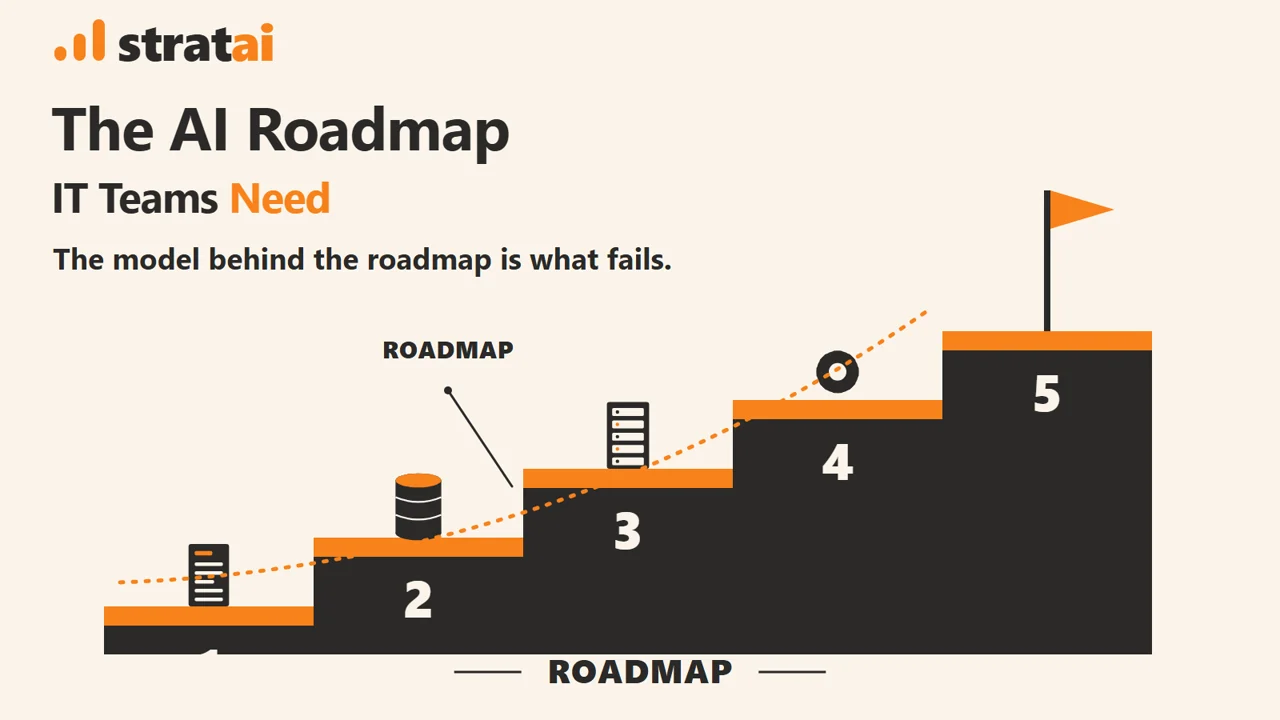 stratai
The AI Roadmap
IT Teams Need
The model behind the roadmap is what fails.
ROADMAP
5
4
3
2
ROADMAP